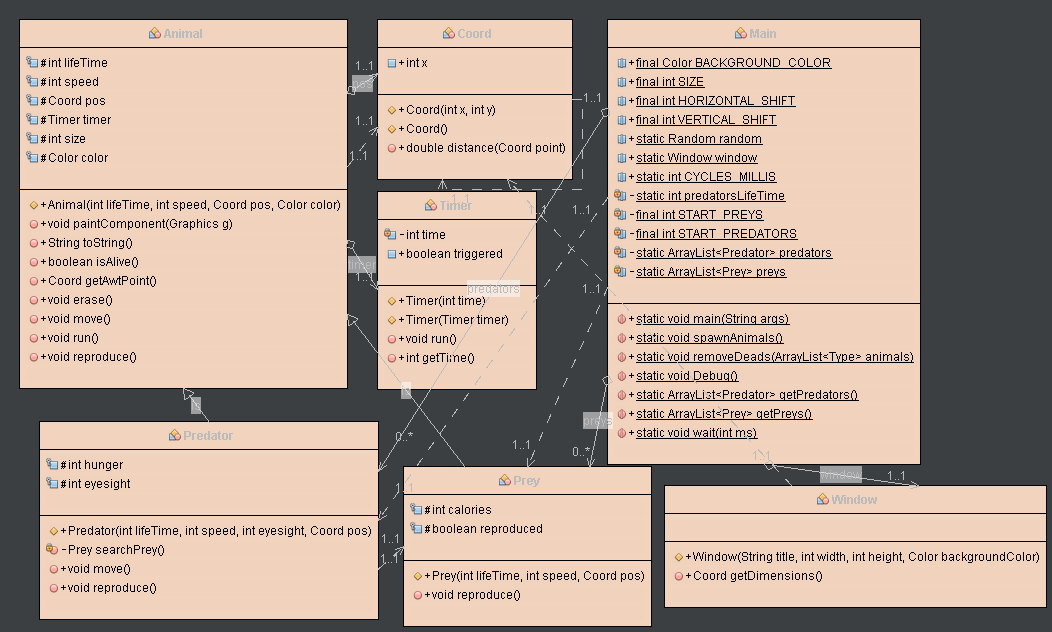 Animal
#int lifeTime
#int speed
#Coord pos
#Timer timer
#int size
#Color color
+Animal(int lifeTime, int speed, Coord pos, Color color)
+void paintComponent(Graphics g)
+String toString()
+boolean isAlive()
+Coord getAwtPoint()
+void erase()
+void move()
+void run()
+void reproduce()
1..1
pos
1..1
1..1
timer
1..1
Coord
+int x
+Coord(int x, int y)
+Coord()
+double distance(Coord point)
1..1
1..1
Timer
-int time
+boolean triggered
+Timer(int time)
+Timer(Timer timer)
+void run()
+int getTime()
1..1
1..1
predators
1..1
Main
+final Color BACKGROUND_COLOR
+final int SIZE
+final int HORIZONTAL_SHIFT
+final int VERTICAL_SHIFT
+static Random random
+static Window window
+static int CYCLES_MILLIS
-static int predatorsLifeTime
-final int START_PREYS
-final int START_PREDATORS
-static ArrayList<Predator> predators
-static ArrayList<Prey> preys
+static void main(String args)
+static void spawnAnimals()
+static void removeDeads(ArrayList<Type> animals)
+static void Debug()
+static ArrayList<Predator> getPredators()
+static ArrayList<Prey> getPreys()
+static void wait(int ms)
preys
0..*
1..1
0..*
1..1
window
1..1
Predator
#int hunger
#int eyesight
+Predator(int lifeTime, int speed, int eyesight, Coord pos)
-Prey searchPrey()
+void move()
+void reproduce()
1..1
1..1
1..1
Prey
#int calories
#boolean reproduced
+Prey(int lifeTime, int speed, Coord pos)
+void reproduce()
Window
+Window(String title, int width, int height, Color backgroundColor)
+Coord getDimensions()